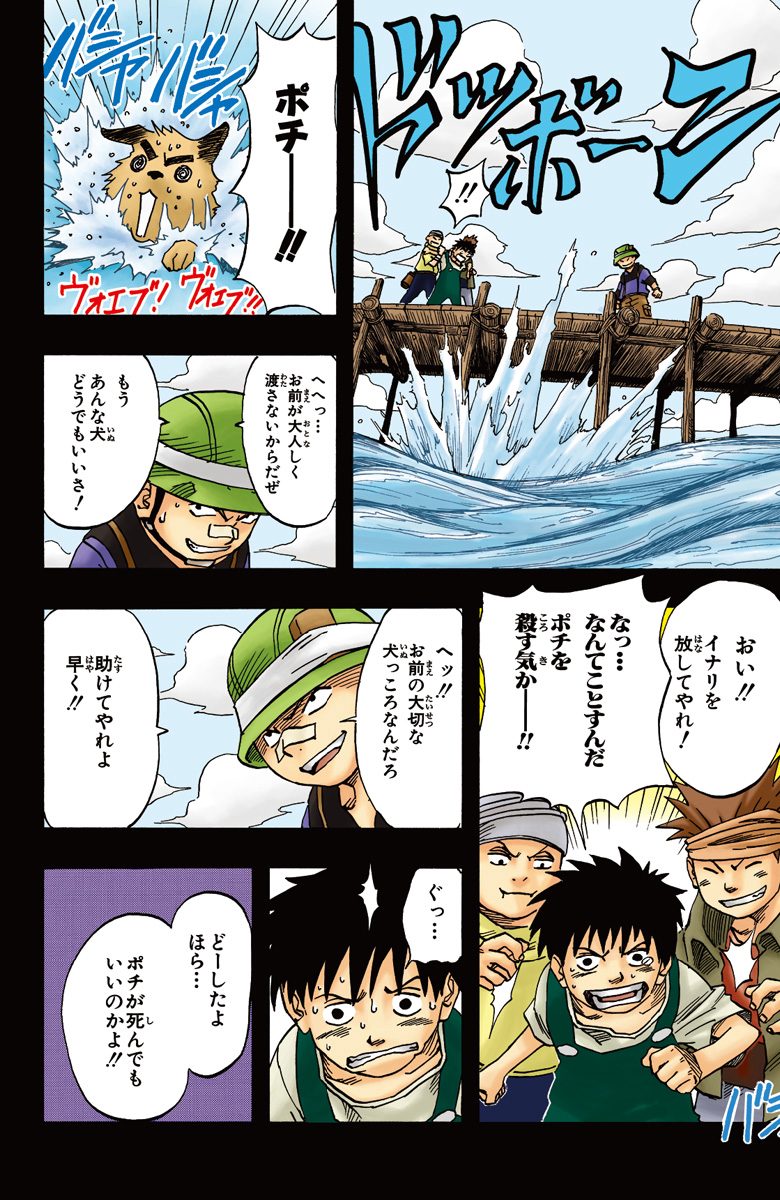 ドッボーン
!!
ポチ——!!
バシャ
バシャ
ヴォエブ!
ヴォエブ!!
へへっ…
お前が大人しく
渡さないからだぜ
もう
あんな犬
どうでもいいさ!
おい!!
イナリを
放してやれ!
なっ…
なんてことすんだ
ポチを
殺す気か——!!
ヘッ!!
お前の大切な
犬っころなんだろ
助けてやれよ
早く!!
ぐっ…
どーしたよ
ほら…
ポチが死んでも
いいのかよ!!
バシャ